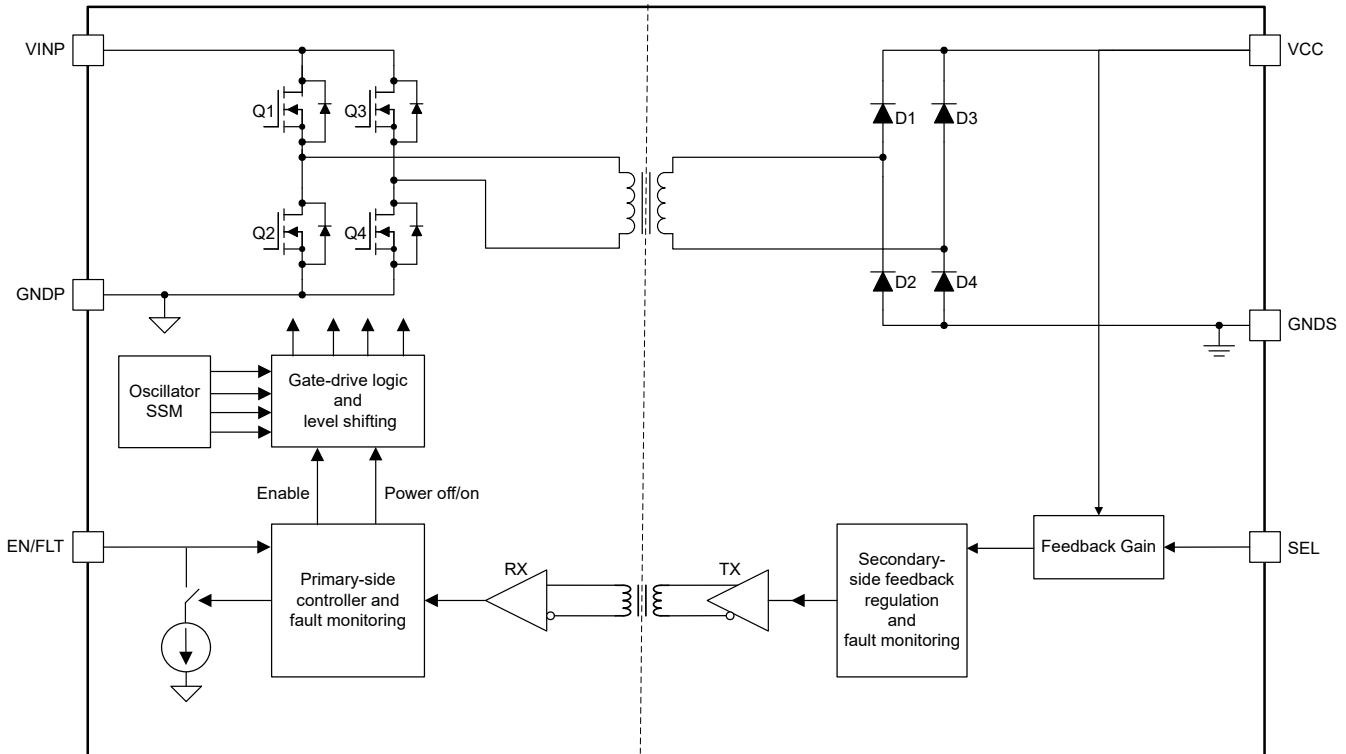 VINP
VCC
Q1
Q3
D1
D3
Q2
Q4
D2
D4
GNDP
GNDS
Oscillator
SSM
Gate-drive logic
and
level shifting
Enable
Power off/on
EN/FLT
Primary-side
controller and
fault monitoring
RX
TX
Secondary-
side feedback
regulation
and
fault monitoring
Feedback Gain
SEL